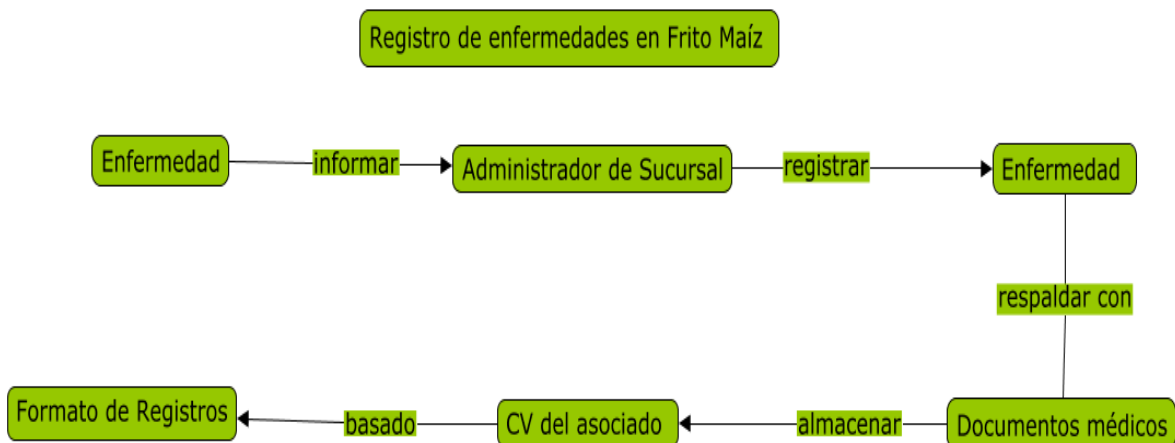 Registro de enfermedades en Frito Maíz
Enfermedad
informar
Administrador de Sucursal
registrar
Enfermedad
respaldar con
Documentos médicos
almacenar
CV del asociado
basado
Formato de Registros